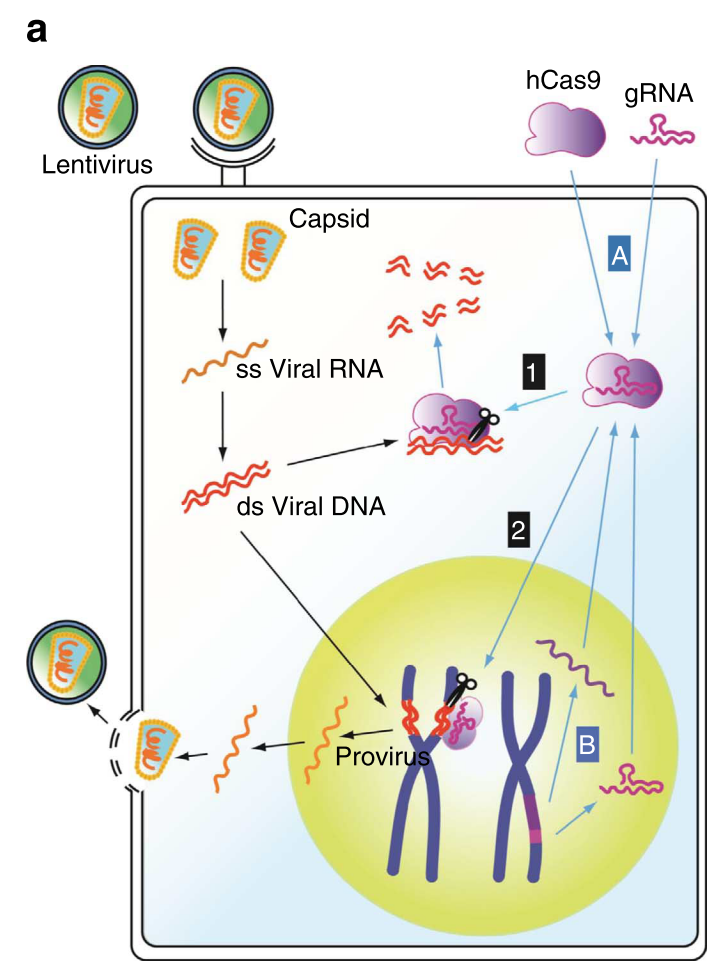 a
hCas9
gRNA
Lentivirus
Capsid
A
ss Viral RNA
1
ds Viral DNA
2
Provirus
B